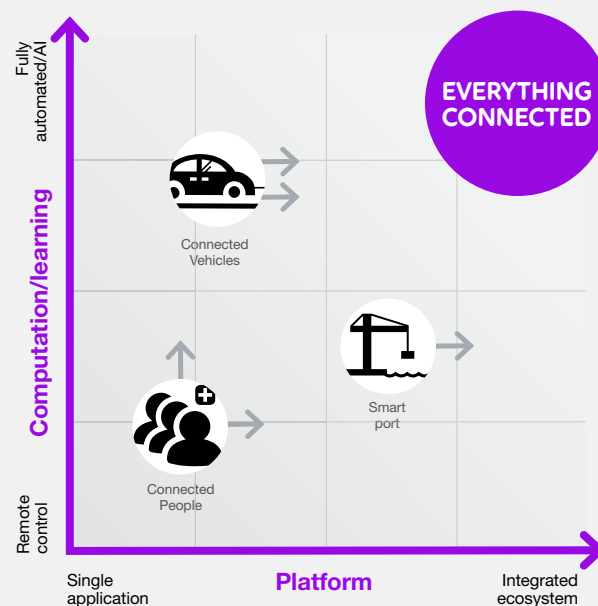 Fully
automated/AI
EVERYTHING
CONNECTED
Computation/learning
Connected
Vehicles
Smart
port
Connected
People
Remote
control
Single
application
Platform
Integrated
ecosystem